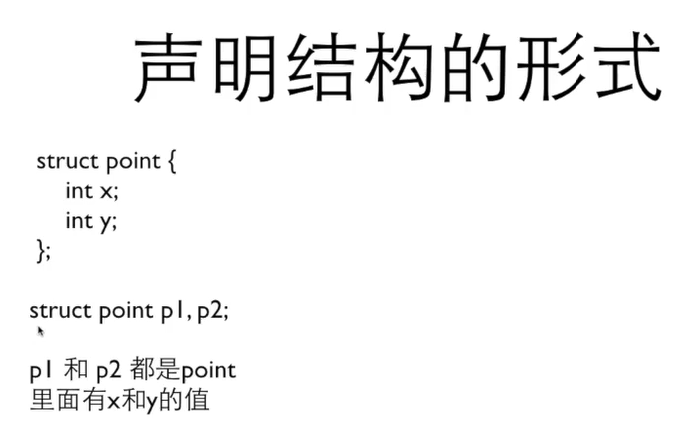 声明结构的形式
struct point {
int x;
int y;
};
struct point p1, p2;
p1 和 p2 都是point
里面有x和y的值